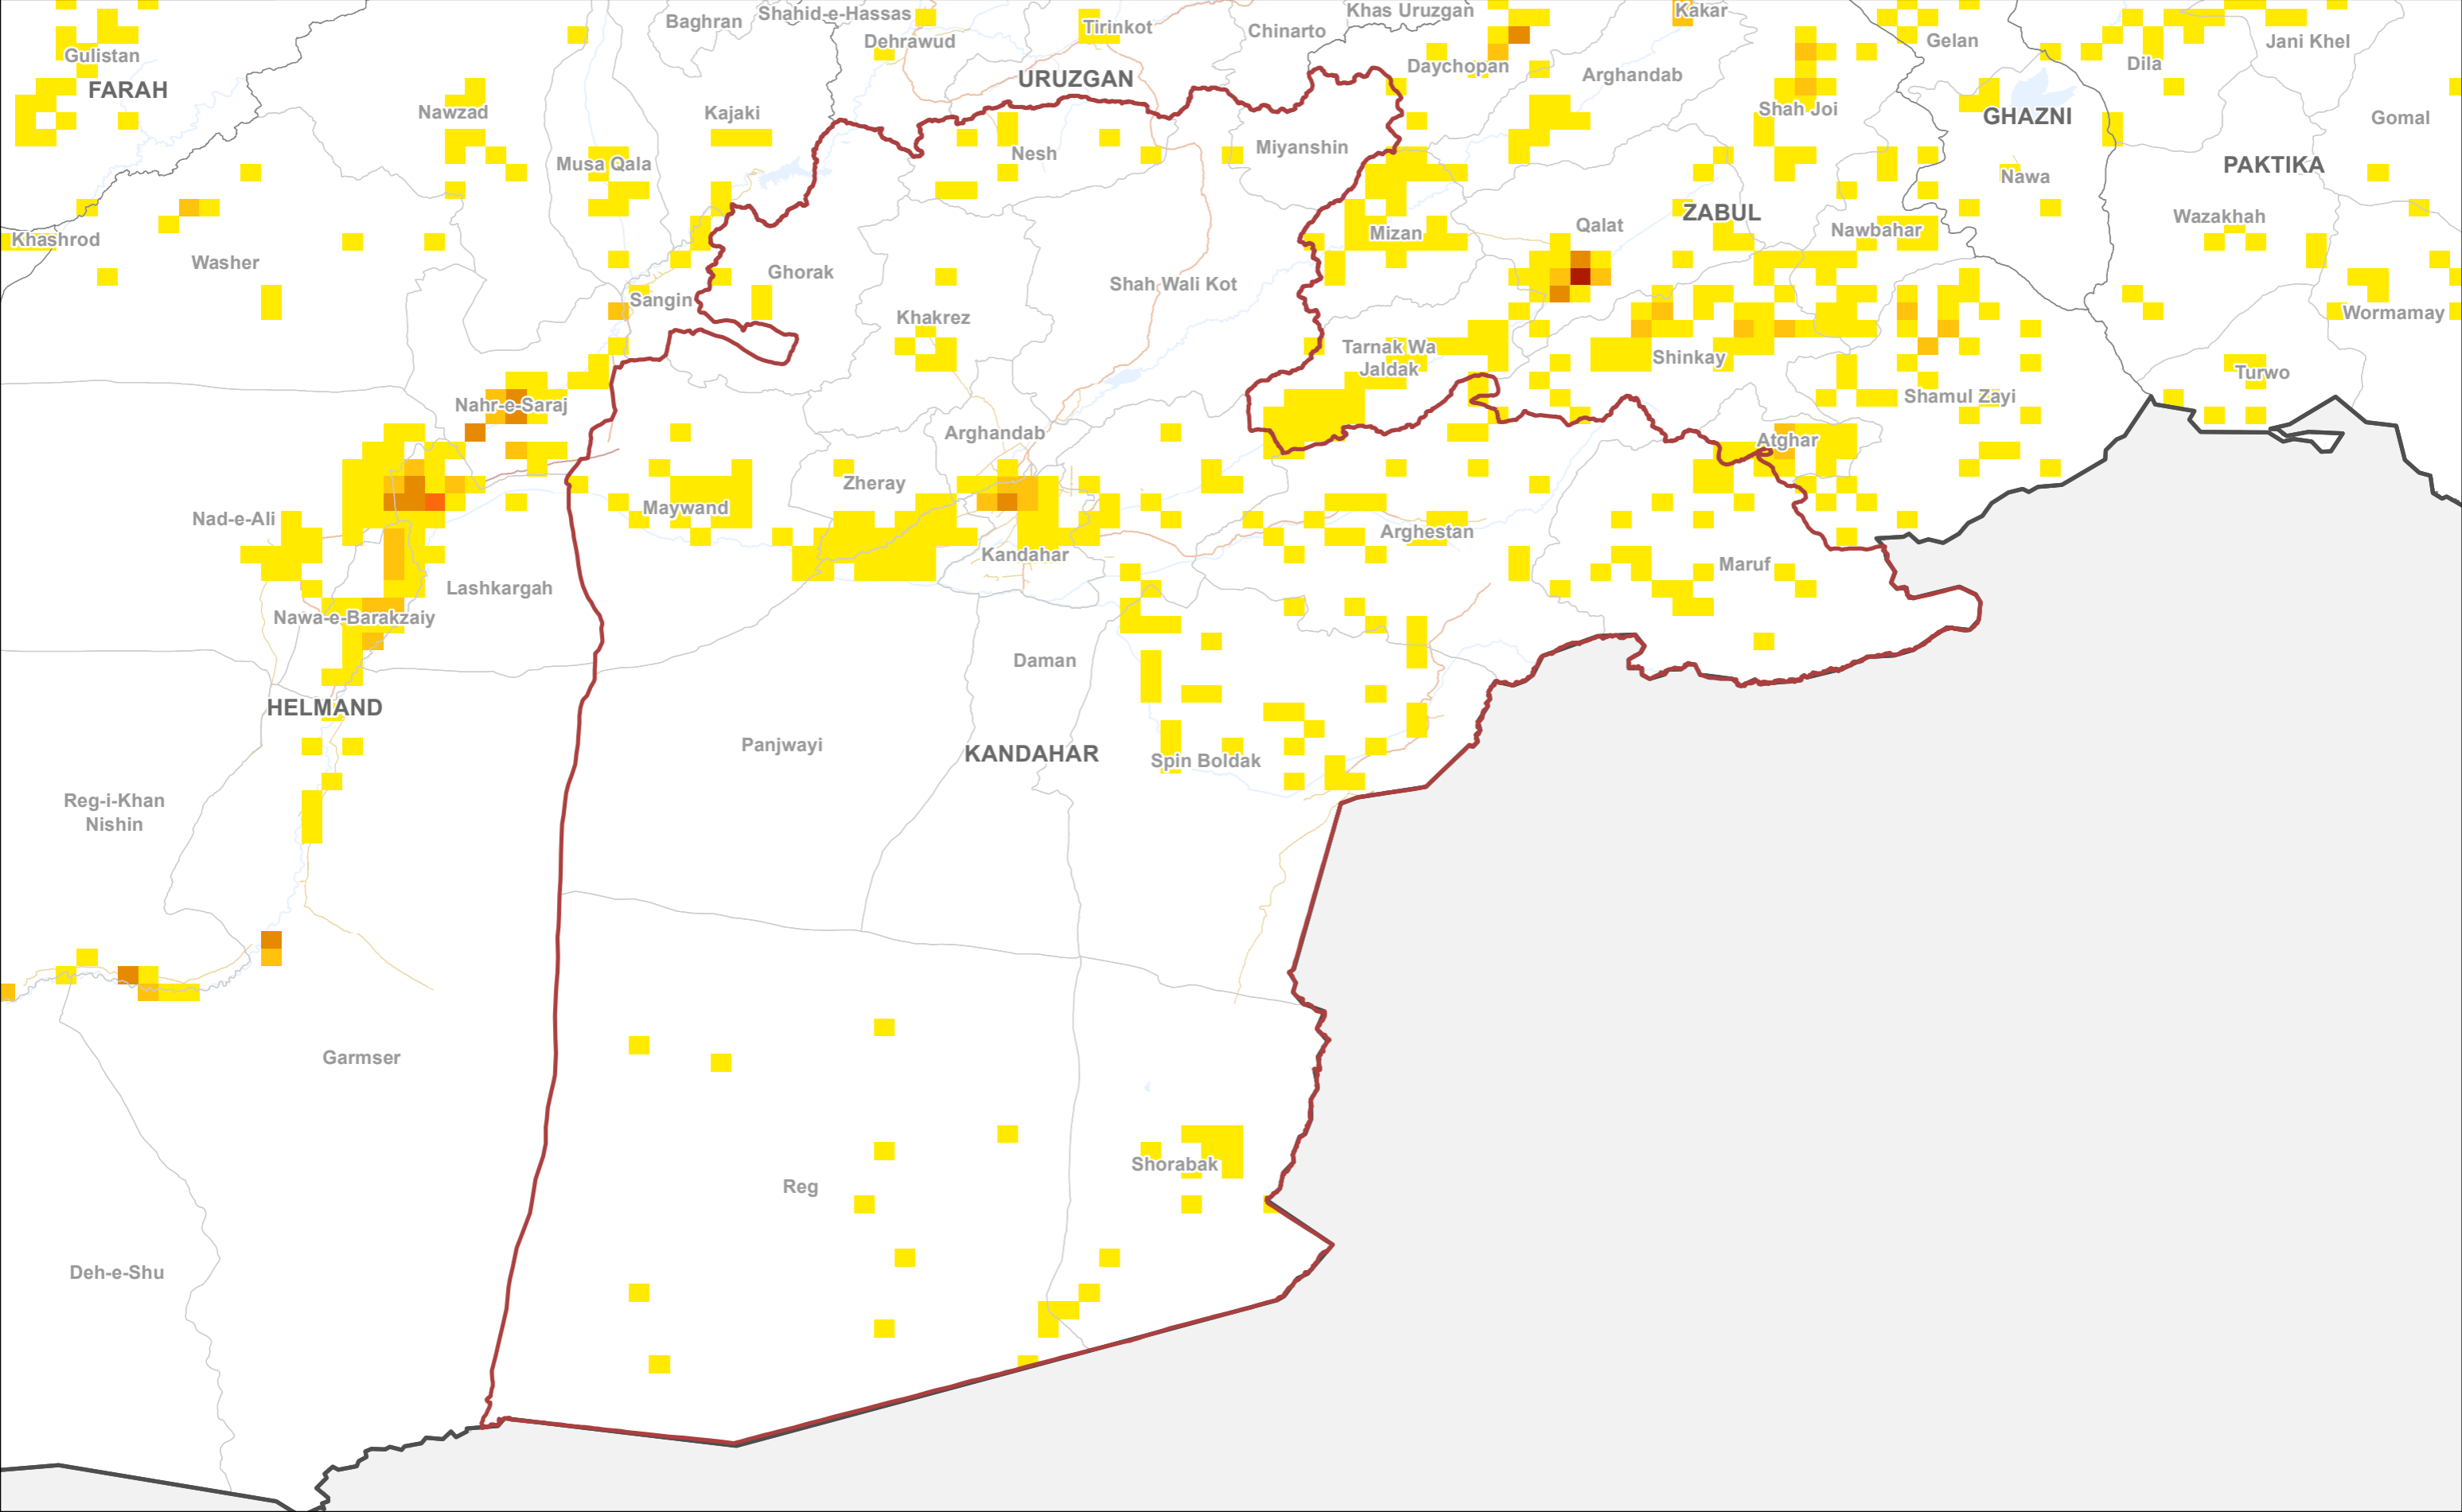 Baghran
Shahid-e-Hassas
Khas Uruzgan
Kakar
Dehrawud
Tirinkot
Chinarto
Gelan
Jani Khel
Gulistan
Daychopan
Dila
FARAH
URUZGAN
Arghandab
Nawzad
Kajaki
Shah Joi
GHAZNI
Gomal
Musa Qala
Nesh
Miyanshin
PAKTIKA
Nawa
ZABUL
Wazakhah
Khashrod
Mizan
Qalat
Nawbahar
Washer
Ghorak
Shah Wali Kot
Sangin
Khakrez
Wormamay
Tarnak Wa
Jaldak
Shinkay
Turwo
Nahr-e-Saraj
Shamul Zayi
Arghandab
Atghar
Zheray
Maywand
Nad-e-Ali
Arghestan
Kandahar
Maruf
Lashkargah
Nawa-e-Barakzaiy
Daman
HELMAND
Panjwayi
KANDAHAR
Spin Boldak
Reg-i-Khan
Nishin
Garmser
Shorabak
Reg
Deh-e-Shu